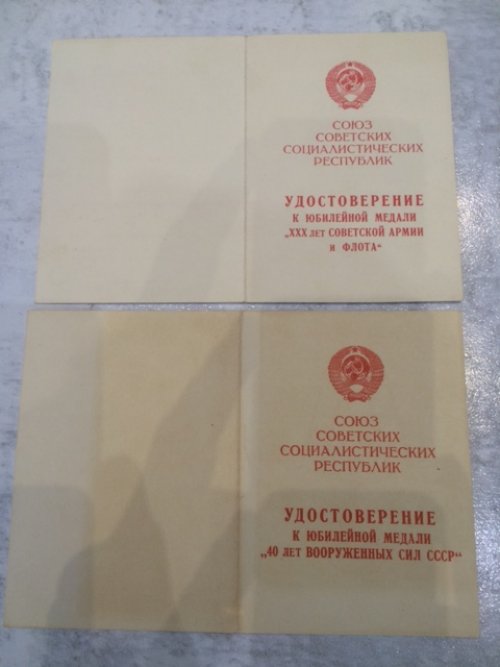 СОЮЗ
СОВЕТСКИХ
СОЦИАЛИСТИЧЕСКИХ
РЕСПУБЛИК
УДОСТОВЕРЕНИЕ
К ЮБИЛЕЙНОЙ МЕДАЛИ
„XXX ЛЕТ СОВЕТСКОЙ АРМИИ
И ФЛОТА“
СОЮЗ
СОВЕТСКИХ
СОЦИАЛИСТИЧЕСКИХ
РЕСПУБЛИК
УДОСТОВЕРЕНИЕ
К ЮБИЛЕЙНОЙ МЕДАЛИ
„40 ЛЕТ ВООРУЖЕННЫХ СИЛ СССР“